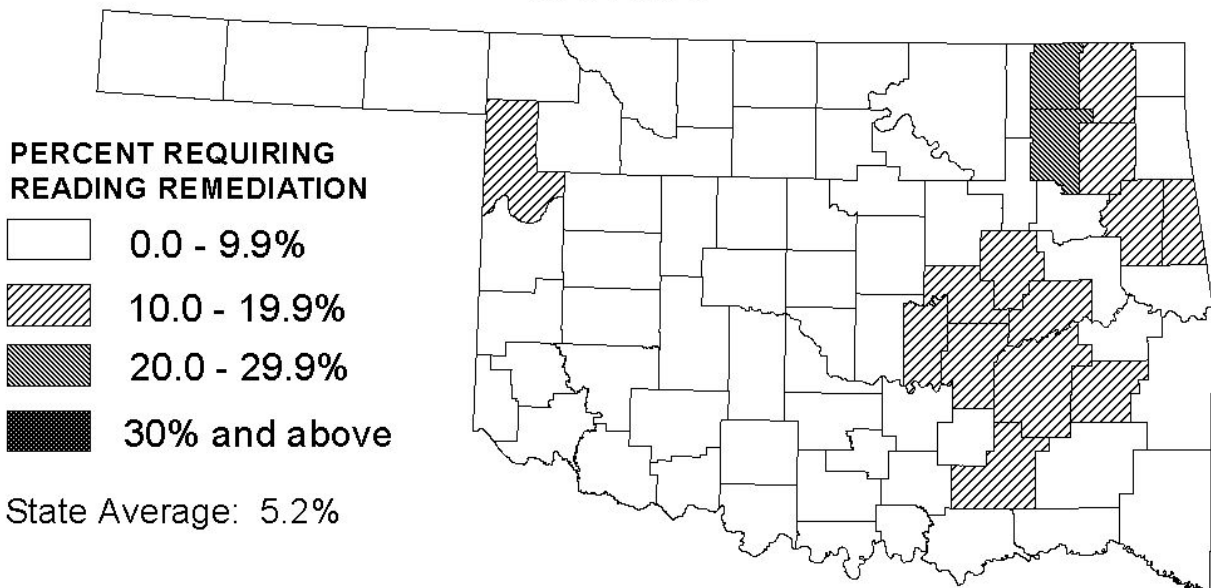 PERCENT REQUIRING
READING REMEDIATION
0.0 - 9.9%
10.0 - 19.9%
20.0 - 29.9%
30% and above
State Average: 5.2%